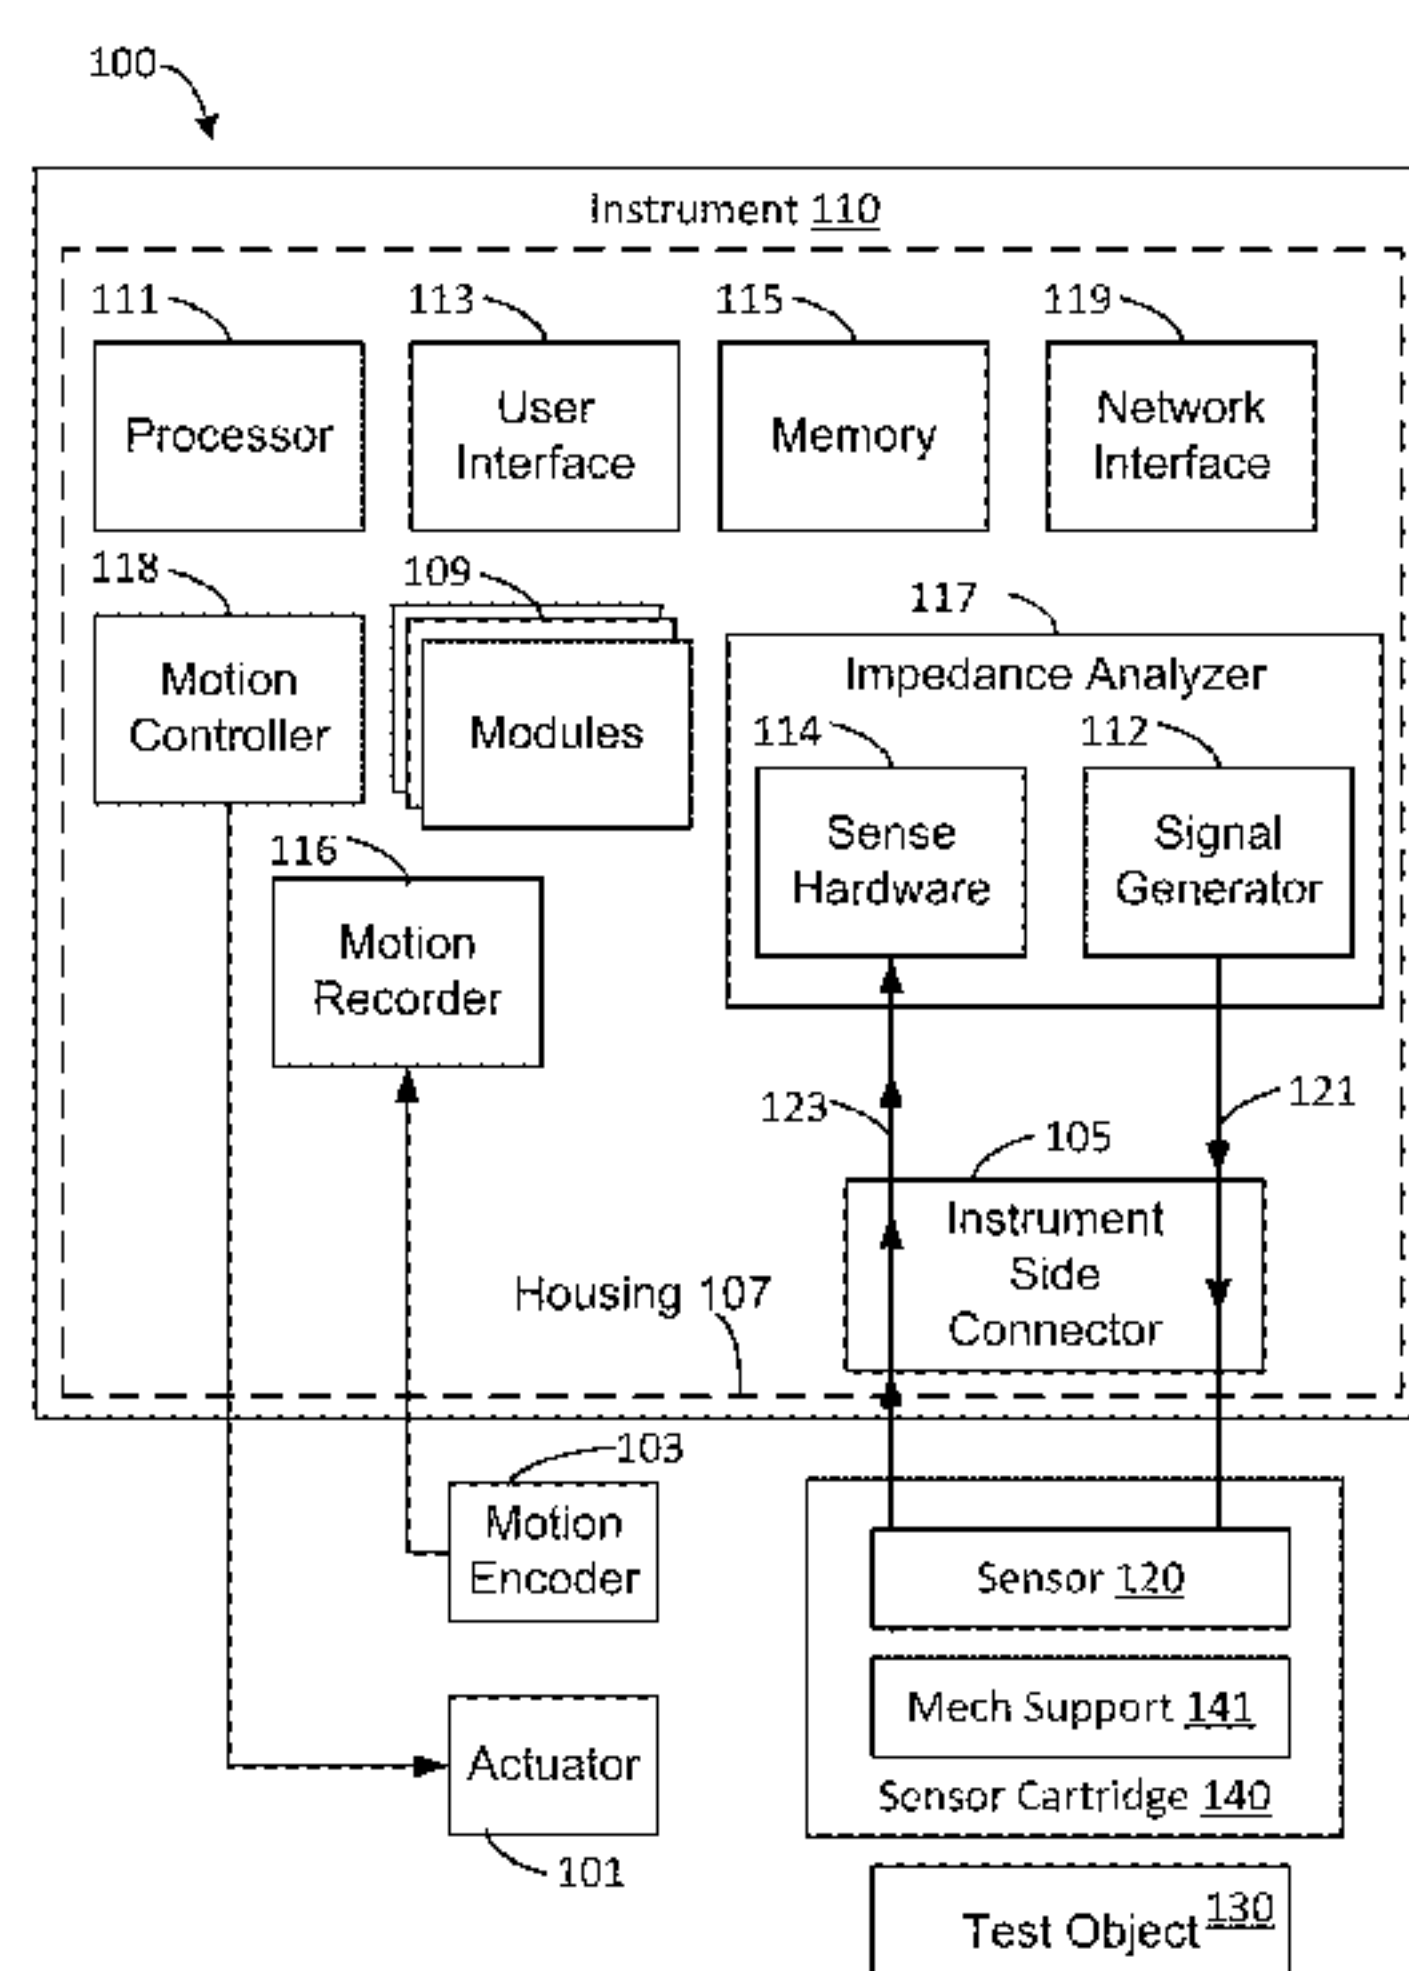 100
Instrument 110
111
113
115
119
Processor
User
Interface
Memory
Network
Interface
118
109
117
Motion
Controller
Modules
Impedance Analyzer
114
112
Sense
Hardware
Signal
Generator
116
Motion
Recorder
123
121
105
Instrument
Side
Connector
Housing 107
103
Motion
Encoder
Sensor 120
Mech Support 141
Sensor Cartridge 140
Actuator
101
130
Test Object